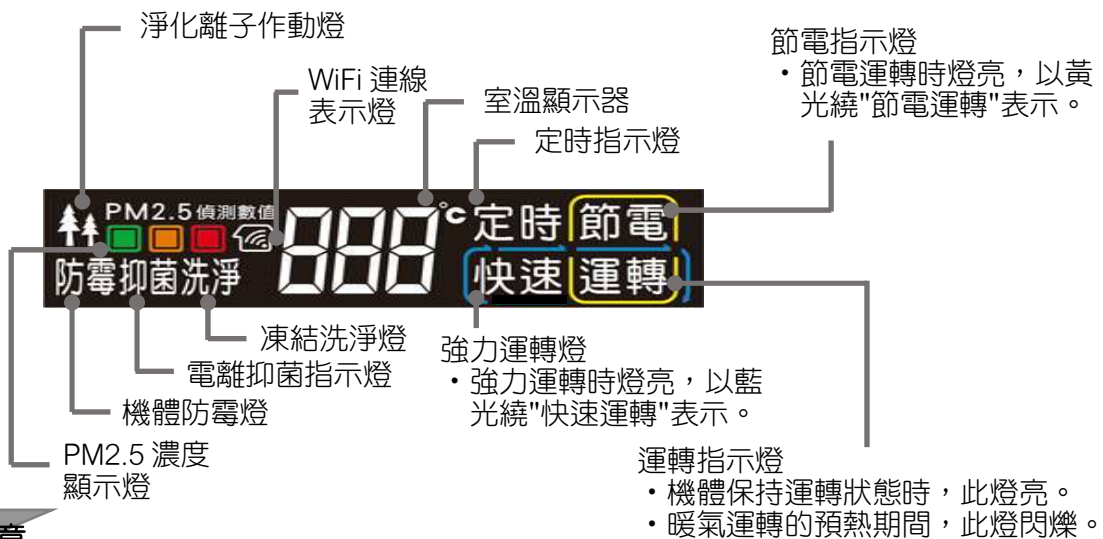 淨化離子作動燈
節電指示燈
・節電運轉時燈亮，以黃
光繞"節電運轉"表示。
WiFi 連線
表示燈
室溫顯示器
定時指示燈
PM2.5偵測數值
888°c
定時
節電
防霉抑菌洗淨
快速
運轉
凍結洗淨燈
電離抑菌指示燈
機體防霉燈
PM2.5 濃度
顯示燈
強力運轉燈
・強力運轉時燈亮，以藍
光繞"快速運轉"表示。
運轉指示燈
・機體保持運轉狀態時，此燈亮。
・暖氣運轉的預熱期間，此燈閃爍。